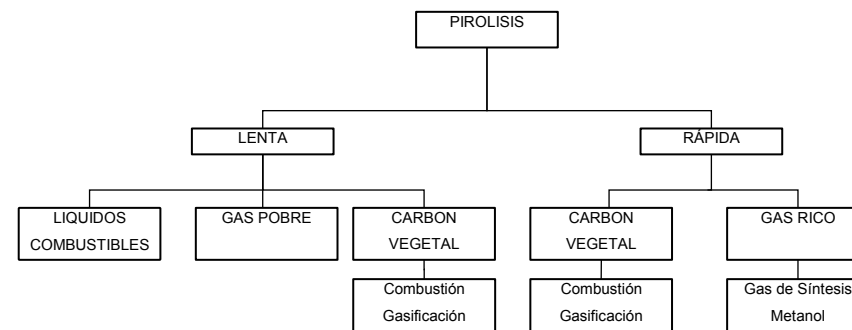 PIROLISIS
LENTA
RÁPIDA
LIQUIDOS
COMBUSTIBLES
GAS POBRE
CARBON
VEGETAL
CARBON
VEGETAL
GAS RICO
Combustión
Gasificación
Combustión
Gasificación
Gas de Síntesis
Metanol